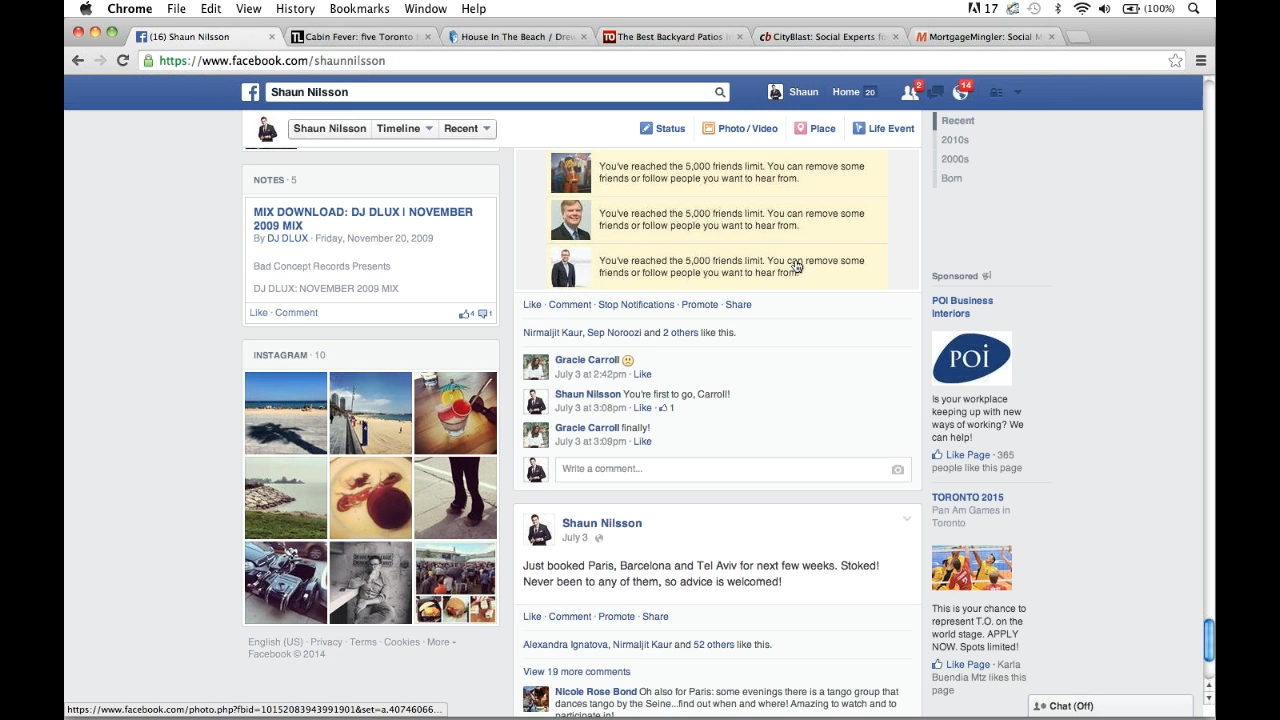 Chrome File Edit View History Bookmarks Window Help
17 (100%)
(16) Shaun Nilsson
Cabin Fever: five Toronto
House In The Beach / Drew
The Best Backyard Patios i
CityBlast: Social Experts fo
MortgageMingler: Social M
https://www.facebook.com/shaunnilsson
Shaun Nilsson
Shaun Home 20 2 14
Shaun Nilsson Timeline Recent
Status Photo / Video Place Life Event
NOTES · 5
MIX DOWNLOAD: DJ DLUX | NOVEMBER
2009 MIX
By DJ DLUX · Friday, November 20, 2009
Bad Concept Records Presents
DJ DLUX: NOVEMBER 2009 MIX
Like · Comment 4 1
INSTAGRAM · 10
English (US) · Privacy · Terms · Cookies · More
Facebook © 2014
You've reached the 5,000 friends limit. You can remove some
friends or follow people you want to hear from.
You've reached the 5,000 friends limit. You can remove some
friends or follow people you want to hear from.
You've reached the 5,000 friends limit. You can remove some
friends or follow people you want to hear from.
Like · Comment · Stop Notifications · Promote · Share
Nirmaljit Kaur, Sep Noroozi and 2 others like this.
Gracie Carroll
July 3 at 2:42pm · Like
Shaun Nilsson You're first to go, Carroll!
July 3 at 3:08pm · Like · 1
Gracie Carroll finally!
July 3 at 3:09pm · Like
Write a comment...
Shaun Nilsson
July 3
Just booked Paris, Barcelona and Tel Aviv for next few weeks. Stoked!
Never been to any of them, so advice is welcomed!
Like · Comment · Promote · Share
Alexandra Ignatova, Nirmaljit Kaur and 52 others like this.
View 19 more comments
Nicole Rose Bond Oh also for Paris: some evenings there is a tango group that
dances tango by the Seine...find out when and where! Amazing to watch and to
participate in!
Recent
2010s
2000s
Born
Sponsored
POI Business
Interiors
POI
Is your workplace
keeping up with new
ways of working? We
can help!
Like Page · 365
people like this page
TORONTO 2015
Pan Am Games in
Toronto
This is your chance to
represent T.O. on the
world stage. APPLY
NOW. Spots limited!
Like Page · Karla
Buendia Mtz likes this
page
Chat (Off)
https://www.facebook.com/photo.php?fbid=10152083943991901&set=a.40746066...